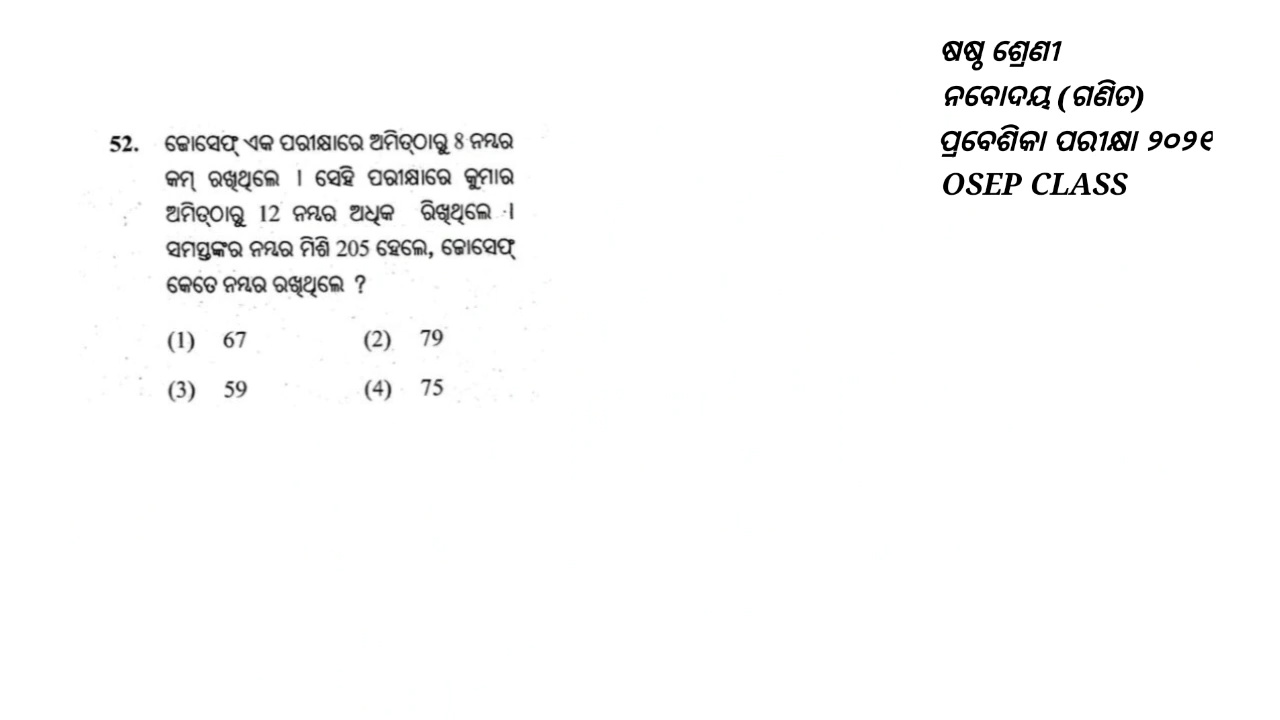 ଷଷ୍ଠ ଶ୍ରେଣୀ
ନବୋଦୟ (ଗଣିତ)
ପ୍ରବେଶିକା ପରୀକ୍ଷା ୨୦୨୧
OSEP CLASS
52. ଜୋସେଫ୍ ଏକ ପରୀକ୍ଷାରେ ଅମିତ୍‌ଠାରୁ 8 ନମ୍ବର
କମ୍ ରଖିଥିଲେ । ସେହି ପରୀକ୍ଷାରେ କୁମାର
ଅମିତ୍‌ଠାରୁ 12 ନମ୍ବର ଅଧିକ ରିଖିଥିଲେ ।
ସମସ୍ତଙ୍କର ନମ୍ବର ମିଶି 205 ହେଲେ, ଜୋସେଫ୍
କେତେ ନମ୍ବର ରଖିଥିଲେ ?
(1) 67 (2) 79
(3) 59 (4) 75